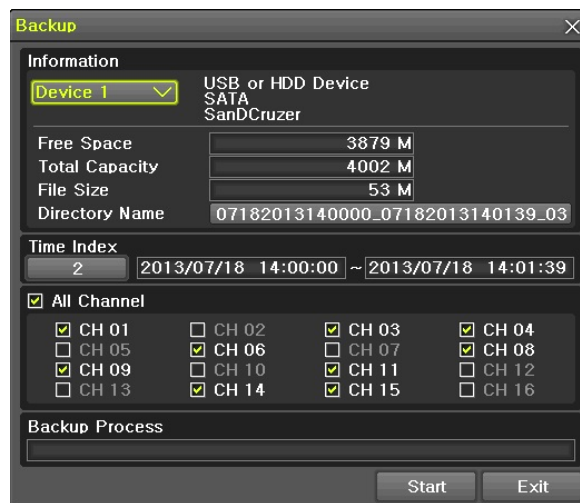 Backup
Information
Device 1
USB or HDD Device
SATA
SanDCruzer
Free Space 3879 M
Total Capacity 4002 M
File Size 53 M
Directory Name 07182013140000_07182013140139_03
Time Index
2 2013/07/18 14:00:00 ~ 2013/07/18 14:01:39
All Channel
CH 01 CH 02 CH 03 CH 04
CH 05 CH 06 CH 07 CH 08
CH 09 CH 10 CH 11 CH 12
CH 13 CH 14 CH 15 CH 16
Backup Process
Start Exit